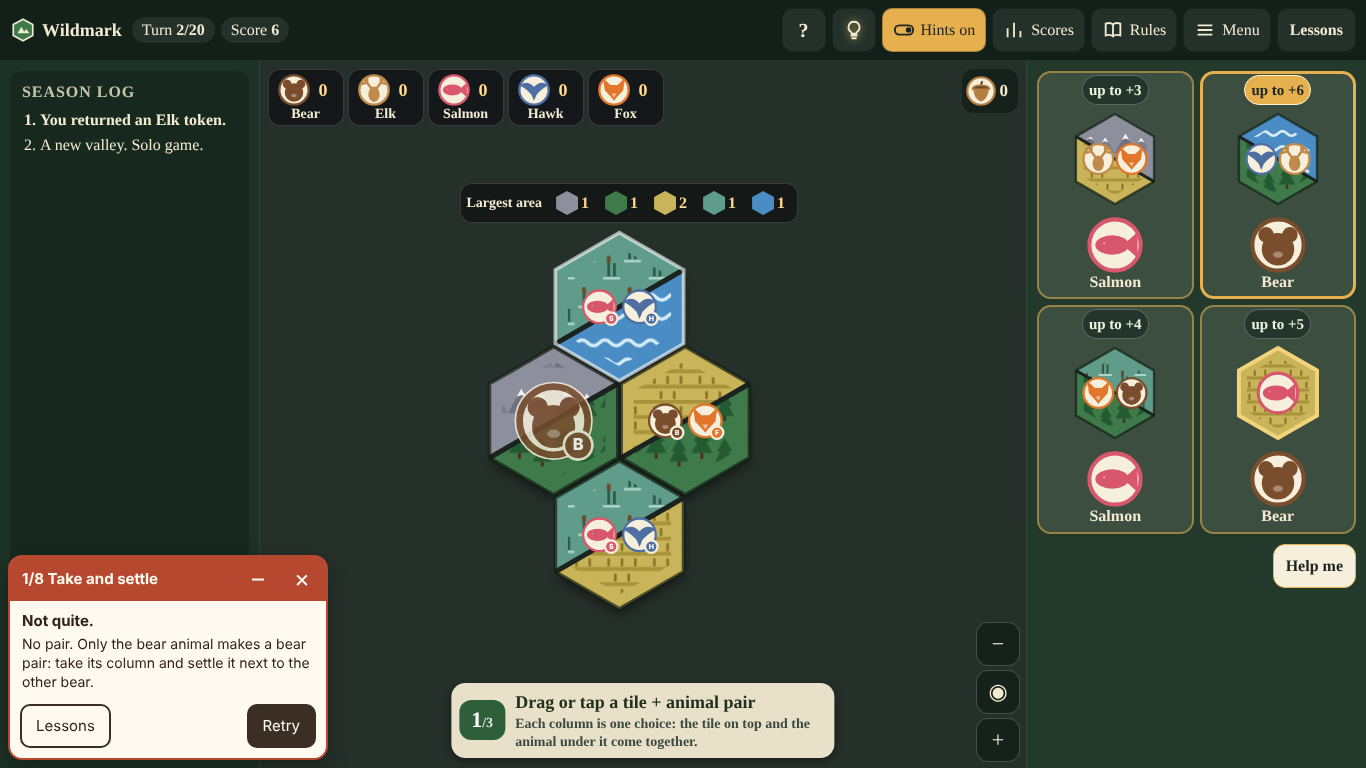 Wildmark
Turn 2/20
Score 6
?
Hints on
Scores
Rules
Menu
Lessons
SEASON LOG
1. You returned an Elk token.
2. A new valley. Solo game.
0
Bear
0
Elk
0
Salmon
0
Hawk
0
Fox
0
Largest area
1
1
2
1
1
S
H
B
B
F
S
H
up to +3
Salmon
up to +6
Bear
up to +4
Salmon
up to +5
Bear
Help me
1/8 Take and settle
Not quite.
No pair. Only the bear animal makes a bear
pair: take its column and settle it next to the
other bear.
Lessons
Retry
1/3
Drag or tap a tile + animal pair
Each column is one choice: the tile on top and the
animal under it come together.
−
+